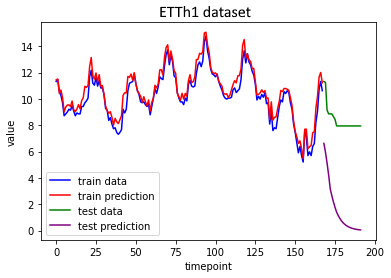 ETTh1 dataset
value
14
12
10
8
6
4
2
0
train data
train prediction
test data
test prediction
0 25 50 75 100 125 150 175 200
timepoint